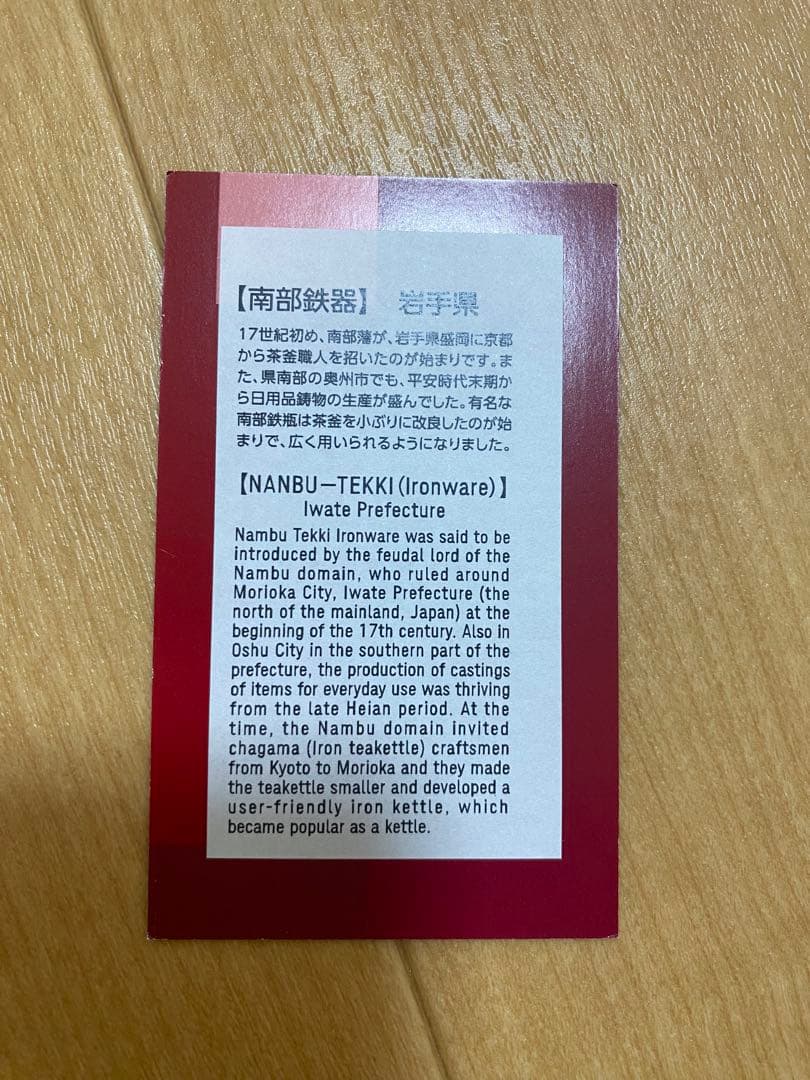 【南部鉄器】 岩手県
17世紀初め、南部藩が、岩手県盛岡に京都
から茶釜職人を招いたのが始まりです。ま
た、県南部の奥州市でも、平安時代末期か
ら日用品鋳物の生産が盛んでした。有名な
南部鉄瓶は茶釜を小ぶりに改良したのが始
まりで、広く用いられるようになりました。
【NANBU－TEKKI(Ironware)】
Iwate Prefecture
Nambu Tekki Ironware was said to be
introduced by the feudal lord of the
Nambu domain, who ruled around
Morioka City, Iwate Prefecture (the
north of the mainland, Japan) at the
beginning of the 17th century. Also in
Oshu City in the southern part of the
prefecture, the production of castings
of items for everyday use was thriving
from the late Heian period. At the
time, the Nambu domain invited
chagama (Iron teakettle) craftsmen
from Kyoto to Morioka and they made
the teakettle smaller and developed a
user-friendly iron kettle, which
became popular as a kettle.